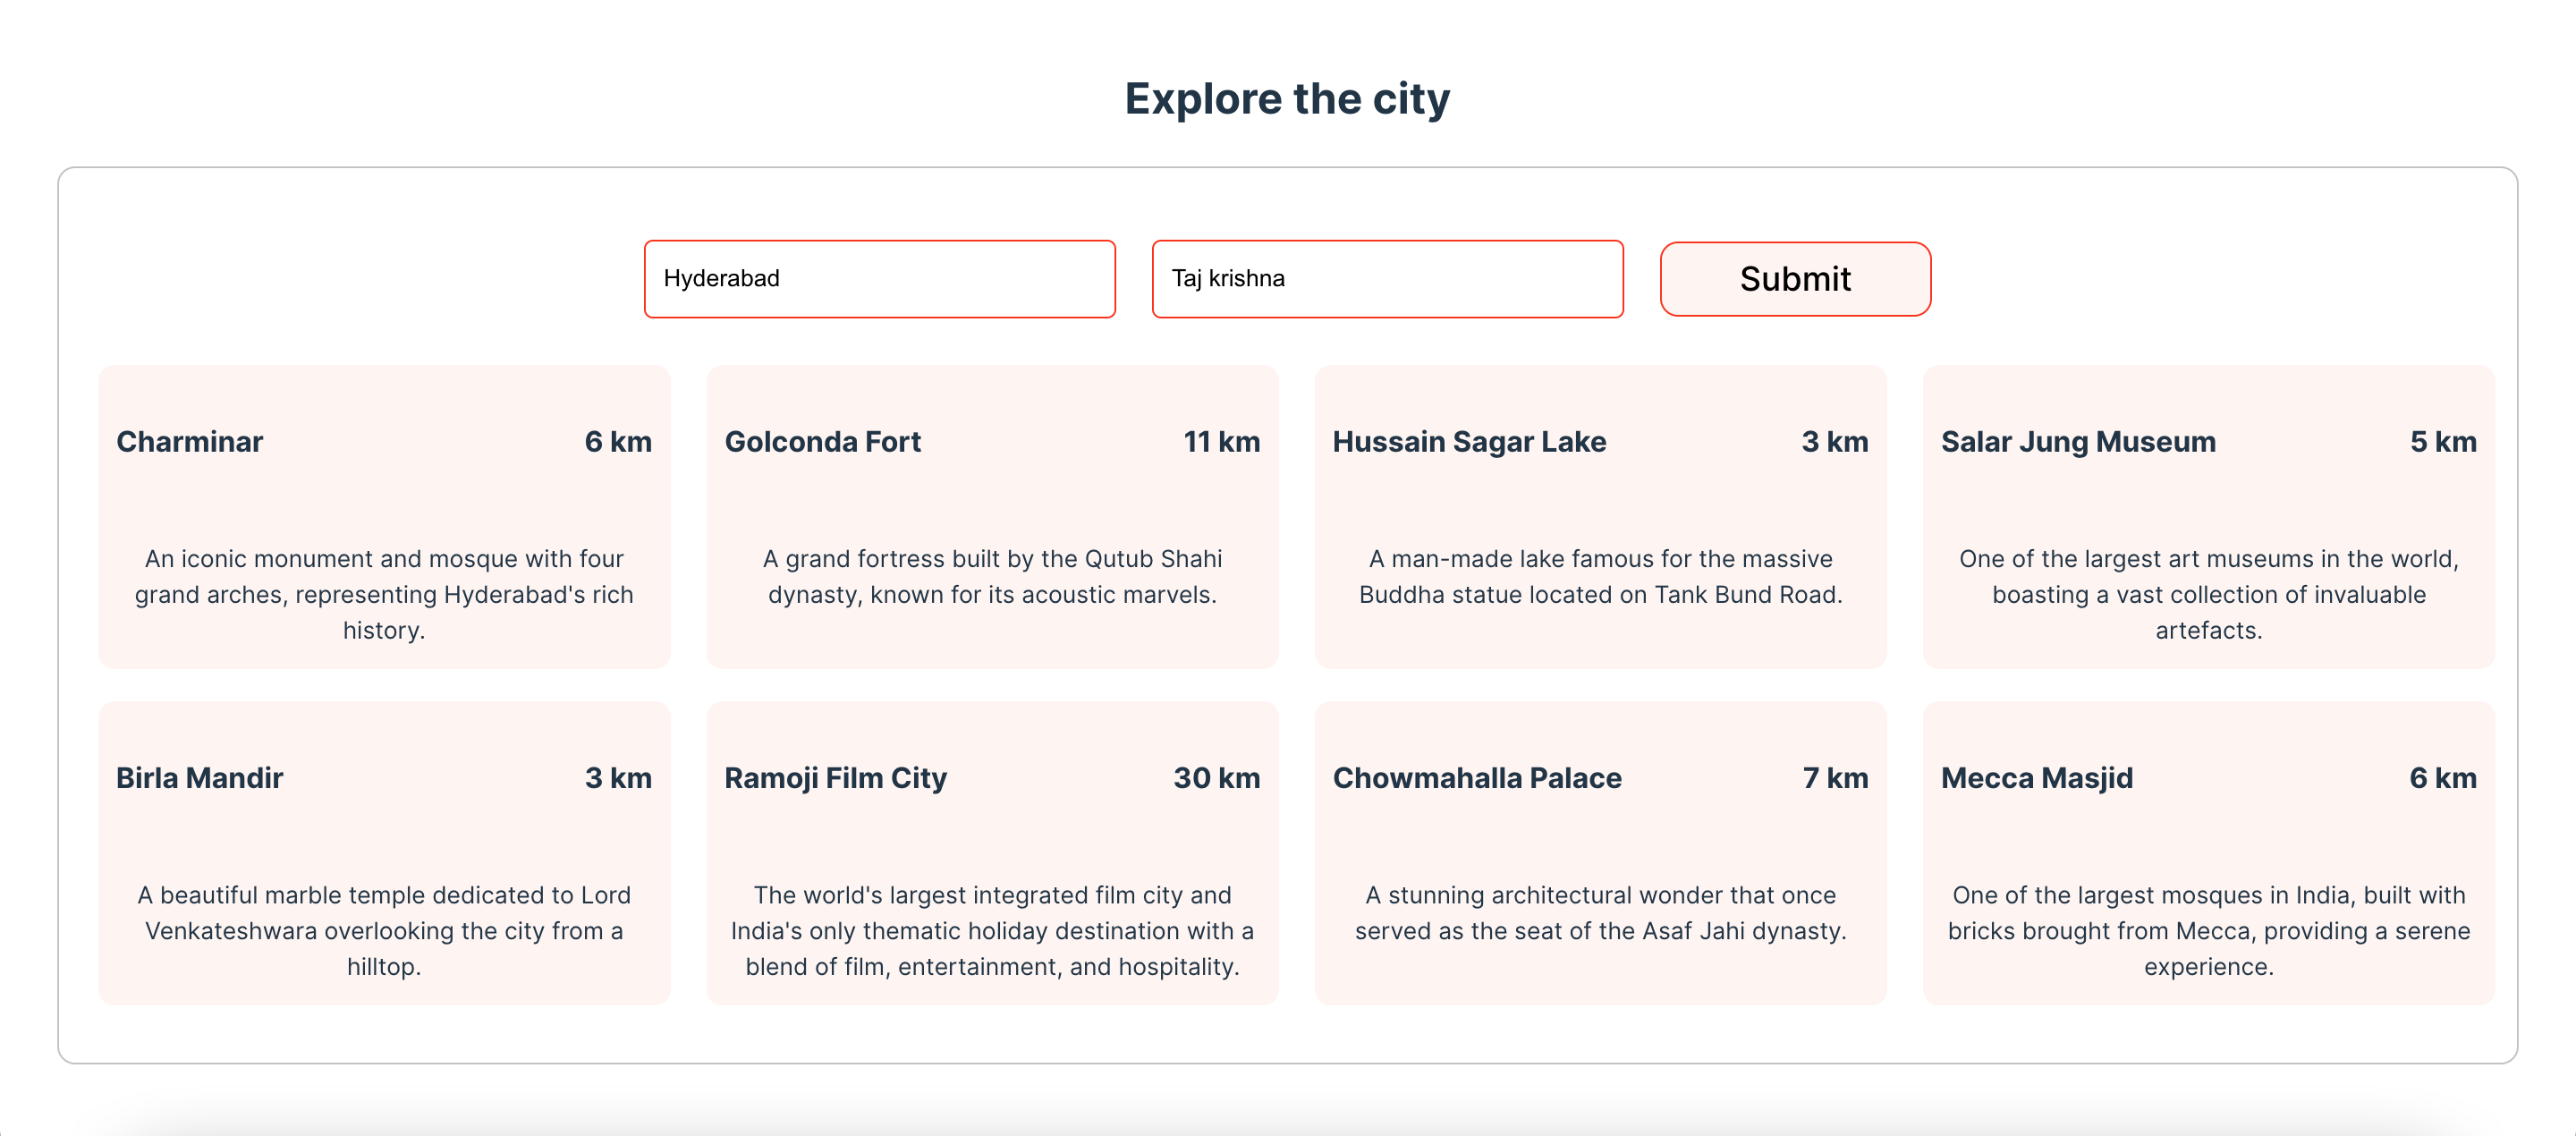 Explore the city
Hyderabad
Taj krishna
Submit
Charminar
6 km
An iconic monument and mosque with four
grand arches, representing Hyderabad's rich
history.
Golconda Fort
11 km
A grand fortress built by the Qutub Shahi
dynasty, known for its acoustic marvels.
Hussain Sagar Lake
3 km
A man-made lake famous for the massive
Buddha statue located on Tank Bund Road.
Salar Jung Museum
5 km
One of the largest art museums in the world,
boasting a vast collection of invaluable
artefacts.
Birla Mandir
3 km
A beautiful marble temple dedicated to Lord
Venkateshwara overlooking the city from a
hilltop.
Ramoji Film City
30 km
The world's largest integrated film city and
India's only thematic holiday destination with a
blend of film, entertainment, and hospitality.
Chowmahalla Palace
7 km
A stunning architectural wonder that once
served as the seat of the Asaf Jahi dynasty.
Mecca Masjid
6 km
One of the largest mosques in India, built with
bricks brought from Mecca, providing a serene
experience.